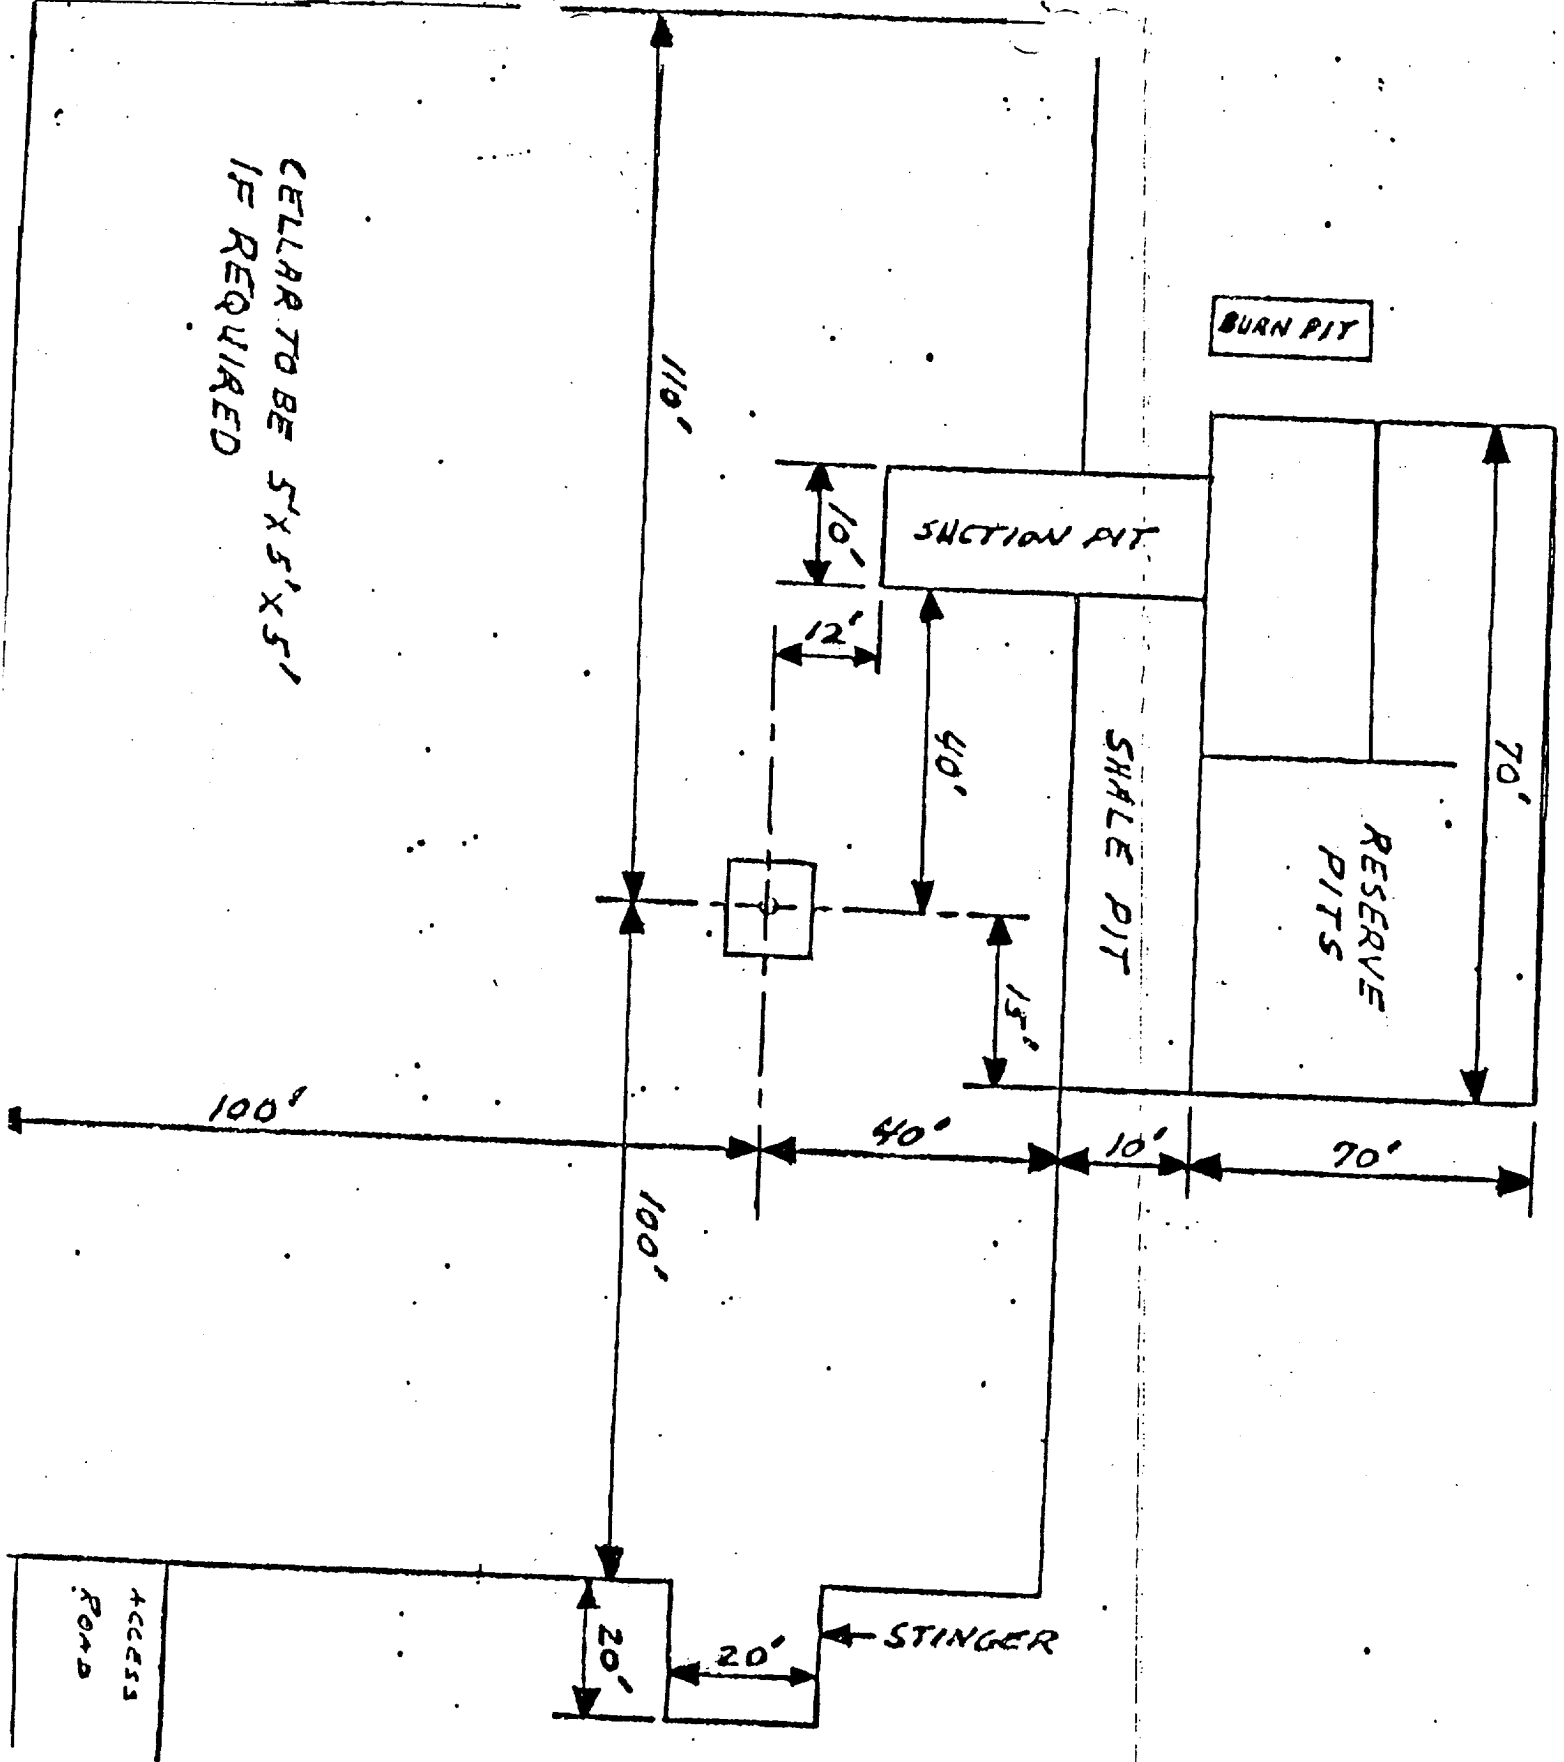 BURN PIT
CELLAR TO BE 5'X5'X5'
IF REQUIRED
110'
10'
SUCTION PIT
12'
40'
SHALE PIT
70'
RESERVE
PITS
15'
100'
40'
10'
70'
100'
20'
20'
STINGER
ACCESS
ROAD